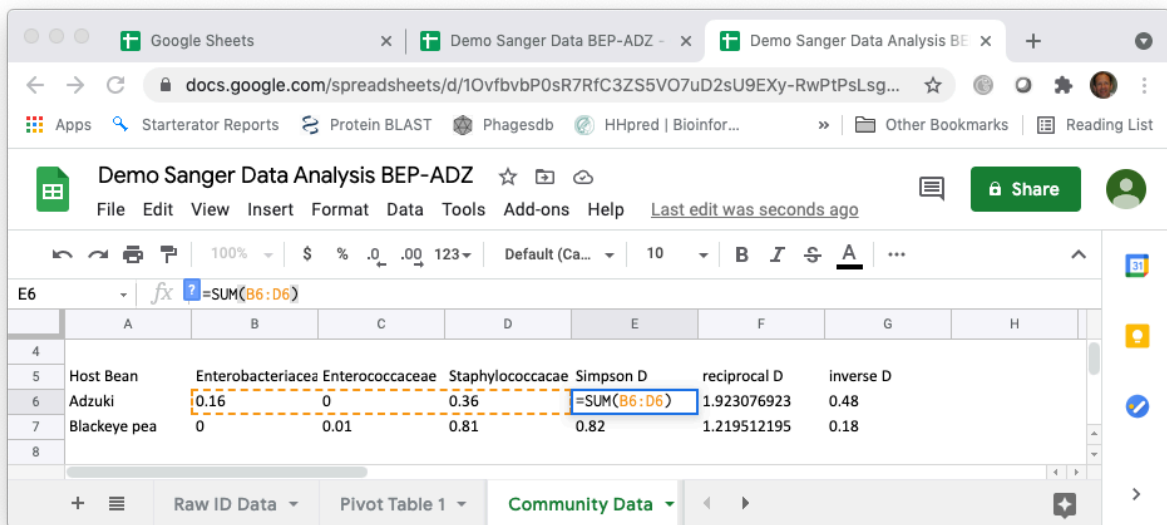 Google Sheets
Demo Sanger Data BEP-ADZ -
Demo Sanger Data Analysis BE
docs.google.com/spreadsheets/d/1OvfbvbP0sR7RfC3ZS5VO7uD2sU9EXy-RwPtPsLsg...
Apps Starterator Reports Protein BLAST Phagesdb HHpred | Bioinfor... » Other Bookmarks Reading List
Demo Sanger Data Analysis BEP-ADZ
Share
File Edit View Insert Format Data Tools Add-ons Help Last edit was seconds ago
100% $ % .0 .00 123 Default (Ca... 10 B I S A ...
31
E6 fx ? =SUM(B6:D6)
A B C D E F G H
4
5 Host Bean Enterobacteriacea Enterococcaceae Staphylococcacae Simpson D reciprocal D inverse D
6 Adzuki 0.16 0 0.36 =SUM(B6:D6) 1.923076923 0.48
7 Blackeye pea 0 0.01 0.81 0.82 1.219512195 0.18
8
+ Raw ID Data Pivot Table 1 Community Data